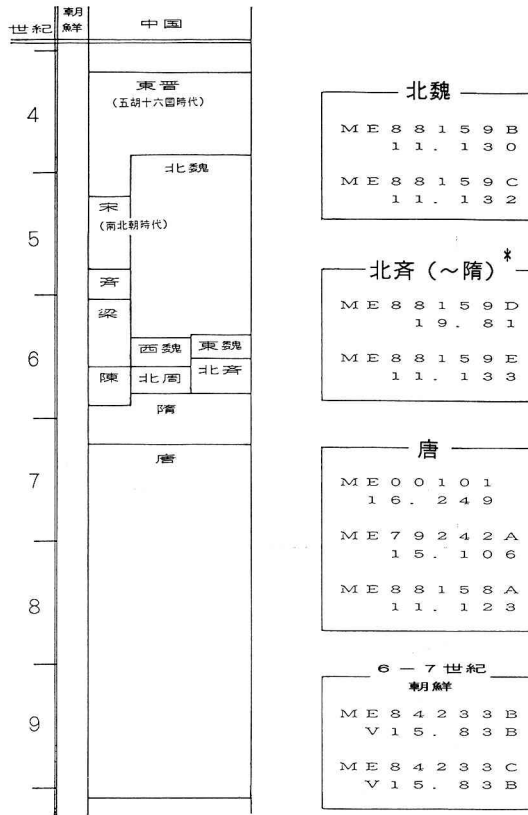 世紀
朝鮮
中国
4
5
6
7
8
9
東晋
(五胡十六国時代)
北魏
宋
(南北朝時代)
斉
梁
西魏
東魏
陳
北周
北斉
隋
唐
北魏
ME88159B
11.130
ME88159C
11.132
北斉(~隋)*
ME88159D
19.81
ME88159E
11.133
唐
ME00101
16.249
ME79242A
15.106
ME88158A
11.123
6-7世紀
朝鮮
ME84233B
V15.83B
ME84233C
V15.83B